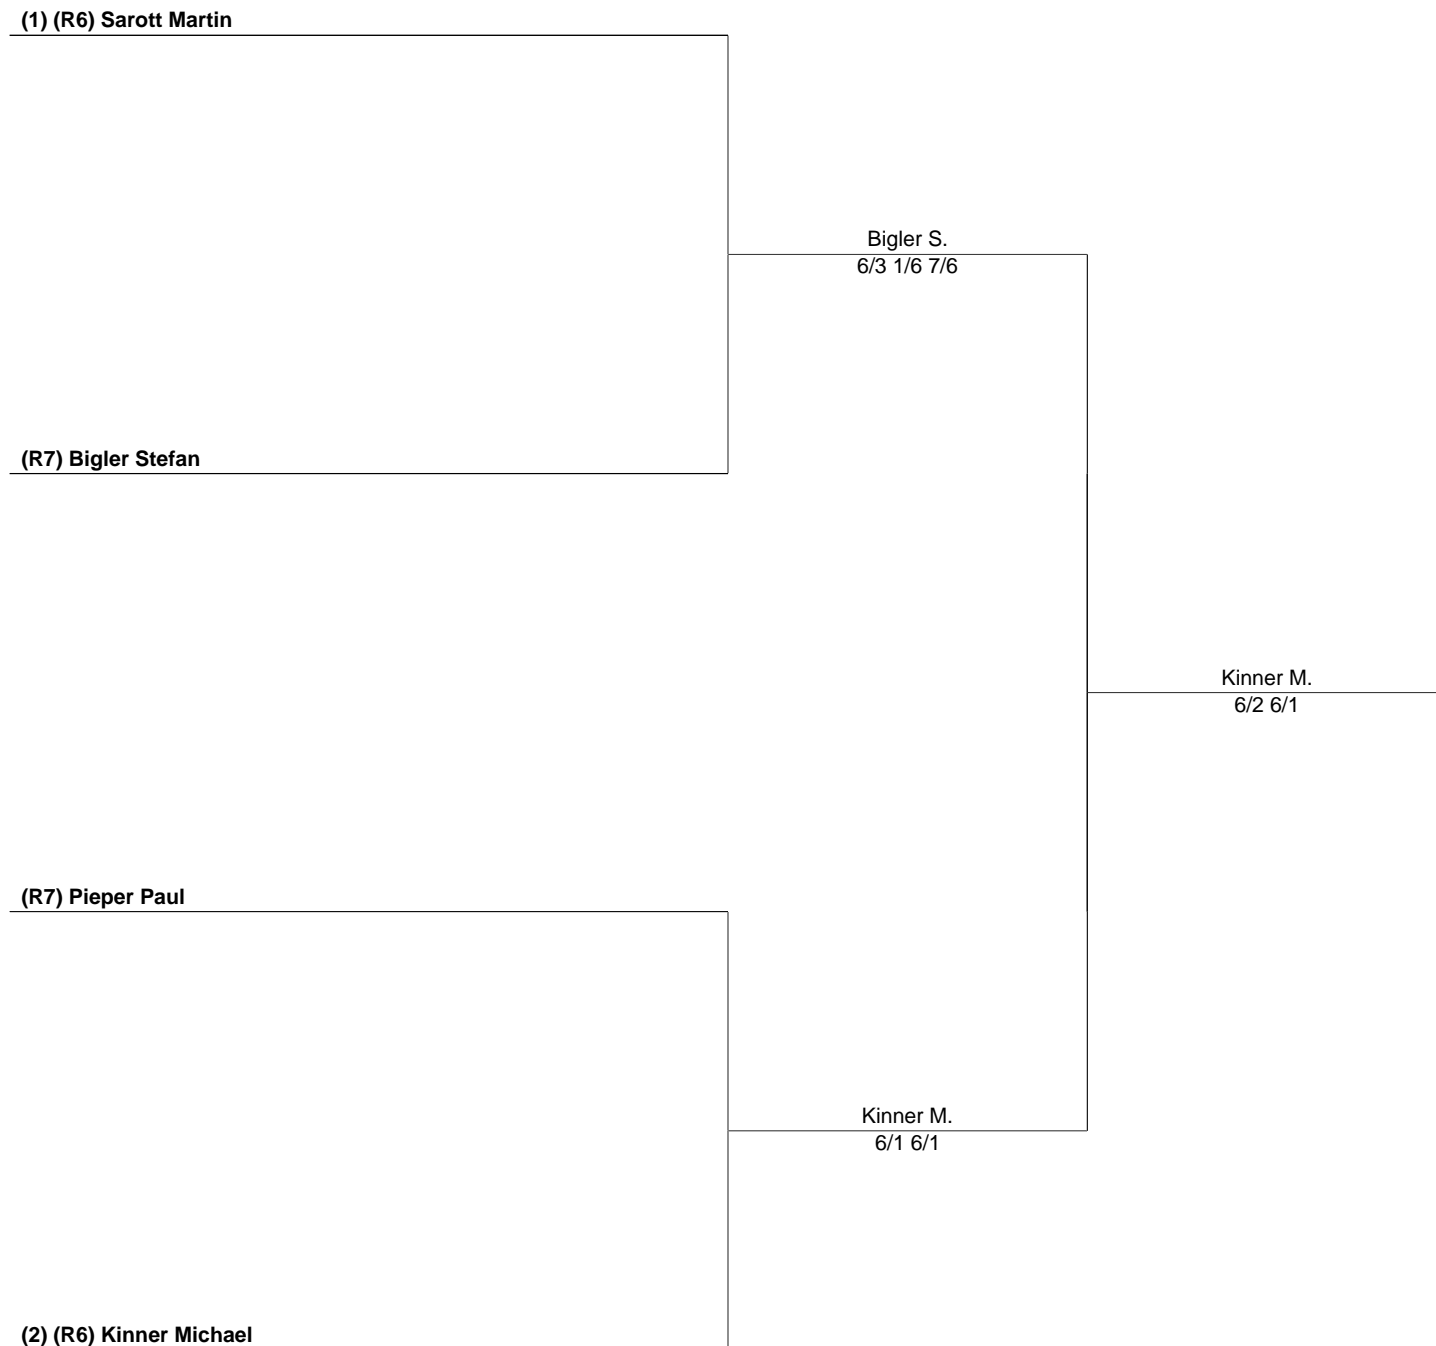 (1) (R6) Sarott Martin
Bigler S.
6/3 1/6 7/6
(R7) Bigler Stefan
Kinner M.
6/2 6/1
(R7) Pieper Paul
Kinner M.
6/1 6/1
(2) (R6) Kinner Michael